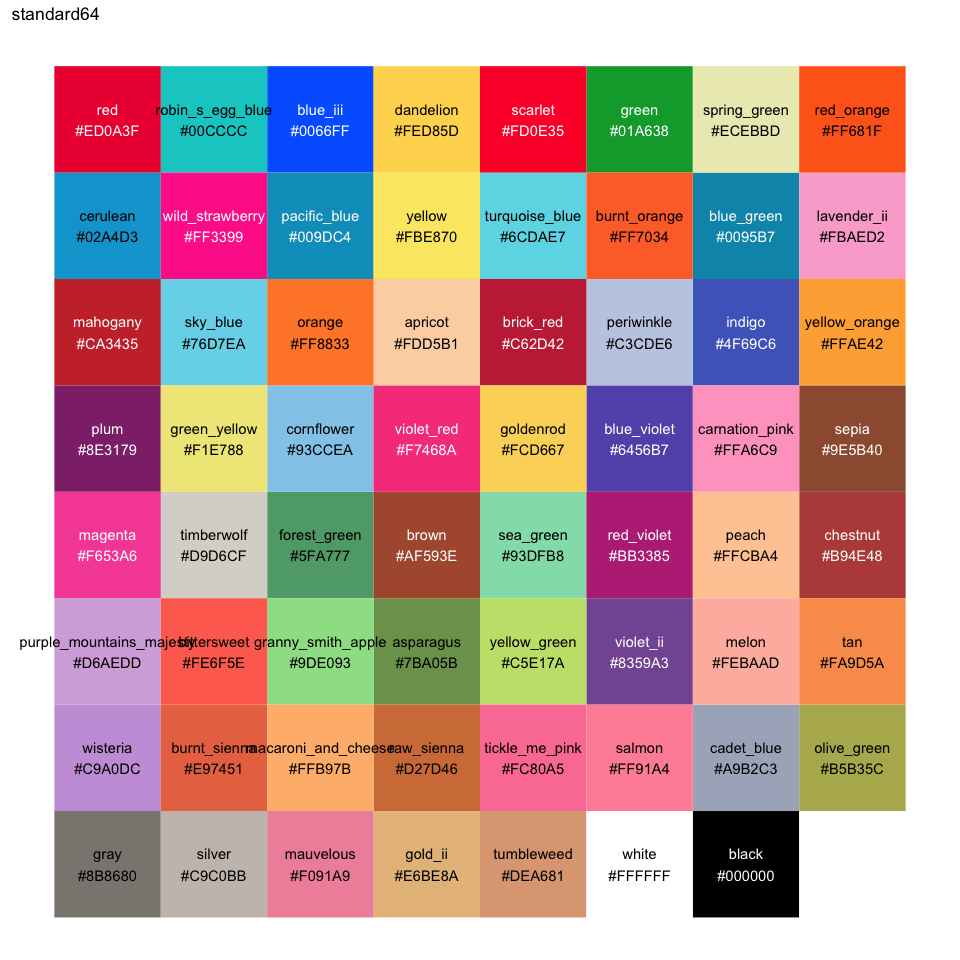 standard64
red robin_s_egg_blue blue_iii dandelion scarlet green spring_green red_orange
#ED0A3F #00CCCC #0066FF #FED85D #FD0E35 #01A638 #ECEBBD #FF681F
cerulean wild_strawberry pacific_blue yellow turquoise_blue burnt_orange blue_green lavender_ii
#02A4D3 #FF3399 #009DC4 #FBE870 #6CDAE7 #FF7034 #0095B7 #FBAED2
mahogany sky_blue orange apricot brick_red periwinkle indigo yellow_orange
#CA3435 #76D7EA #FF8833 #FDD5B1 #C62D42 #C3CDE6 #4F69C6 #FFAE42
plum green_yellow cornflower violet_red goldenrod blue_violet carnation_pink sepia
#8E3179 #F1E788 #93CCEA #F7468A #FCD667 #6456B7 #FFA6C9 #9E5B40
magenta timberwolf forest_green brown sea_green red_violet peach chestnut
#F653A6 #D9D6CF #5FA777 #AF593E #93DFB8 #BB3385 #FFCBA4 #B94E48
purple_mountains_majesty bittersweet granny_smith_apple asparagus yellow_green violet_ii melon tan
#D6AEDD #FE6F5E #9DE093 #7BA05B #C5E17A #8359A3 #FEBAAD #FA9D5A
wisteria burnt_sienna macaroni_and_cheese raw_sienna tickle_me_pink salmon cadet_blue olive_green
#C9A0DC #E97451 #FFB97B #D27D46 #FC80A5 #FF91A4 #A9B2C3 #B5B35C
gray silver mauvelous gold_ii tumbleweed white black
#8B8680 #C9C0BB #F091A9 #E6BE8A #DEA681 #FFFFFF #000000